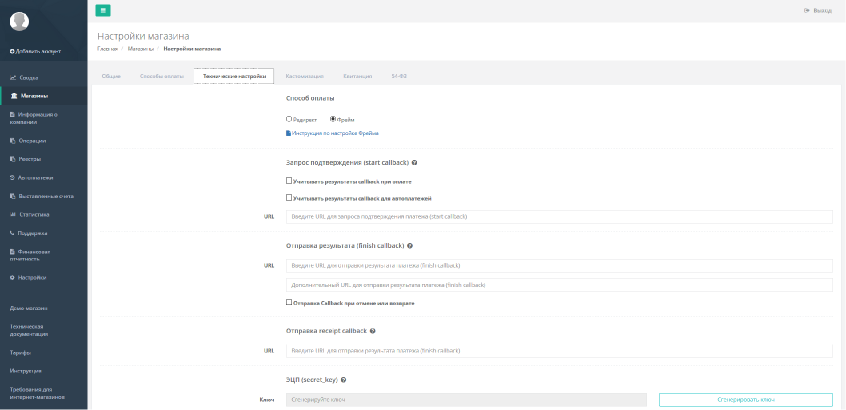 Выход
Добавить аккаунт
Настройки магазина
Главная / Магазины / Настройки магазина
Сводка
Магазины
Информация о
компании
Операции
Реестры
Автоплатежи
Выставленные счета
Статистика
Поддержка
Финансовая
отчетность
Настройки
Демо магазин
Техническая
документация
Тарифы
Инструкция
Требования для
интернет-магазинов
Общие Способы оплаты Технические настройки Кастомизация Квитанция 54-ФЗ
Способ оплаты
Редирект Фрейм
Инструкция по настройке Фрейма
Запрос подтверждения (start callback)
Учитывать результаты callback при оплате
Учитывать результаты callback для автоплатежей
URL Введите URL для запроса подтверждения платежа (start callback)
Отправка результата (finish callback)
URL Введите URL для отправки результата платежа (finish callback)
Дополнительный URL для отправки результата платежа (finish callback)
Отправка Callback при отмене или возврате
Отправка receipt callback
URL Введите URL для отправки результата платежа (finish callback)
ЭЦП (secret_key)
Ключ Сгенерируйте ключ Сгенерировать ключ